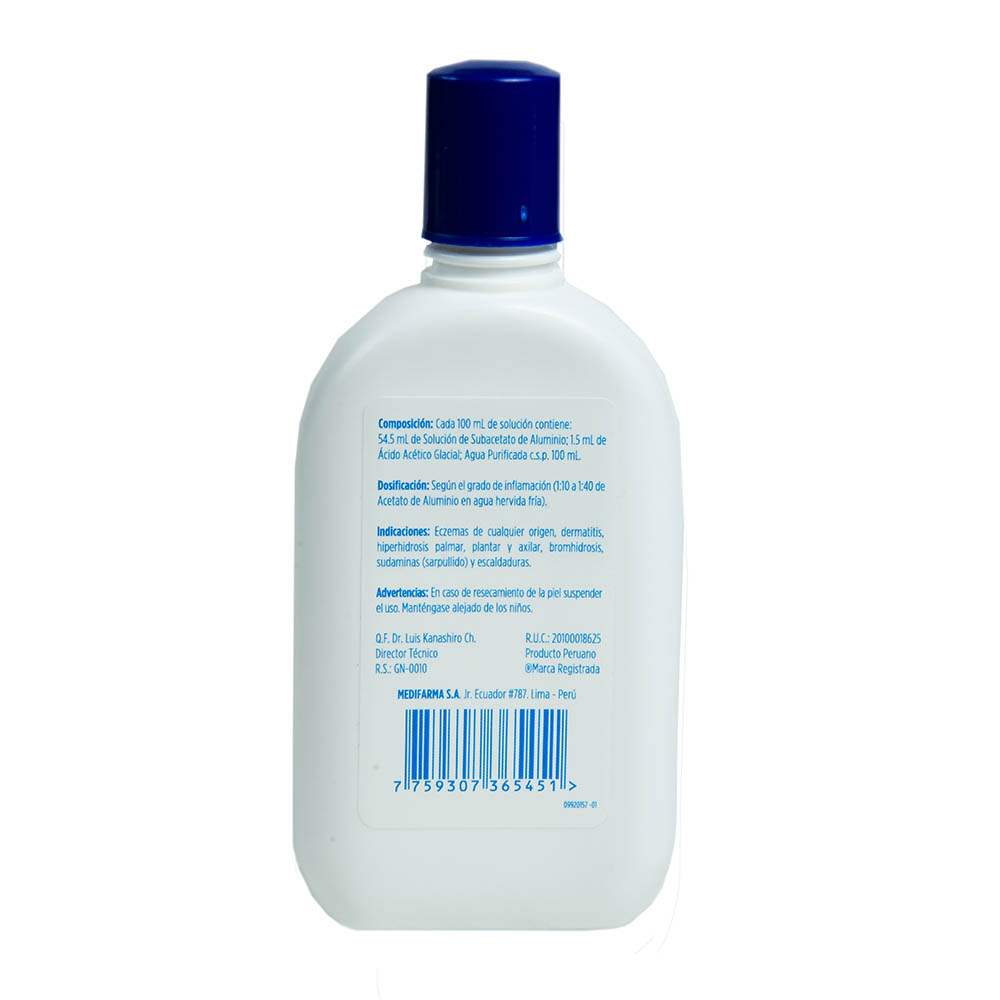 Composición: Cada 100 mL de solución contiene:
54.5 mL de Solución de Subacetato de Aluminio; 1.5 mL de
Ácido Acético Glacial; Agua Purificada c.s.p. 100 mL.
Dosificación: Según el grado de inflamación (1:10 a 1:40 de
Acetato de Aluminio en agua hervida fría).
Indicaciones: Eczemas de cualquier origen, dermatitis,
hiperhidrosis palmar, plantar y axilar, bromhidrosis,
sudaminas (sarpullido) y escaldaduras.
Advertencias: En caso de resecamiento de la piel suspender
el uso. Manténgase alejado de los niños.
Q.F. Dr. Luis Kanashiro Ch.
Director Técnico
R.S.: GN-0010
R.U.C.: 20100018625
Producto Peruano
®Marca Registrada
MEDIFARMA S.A. Jr. Ecuador #787. Lima - Perú
7 759307 365451 >
09920157 -01